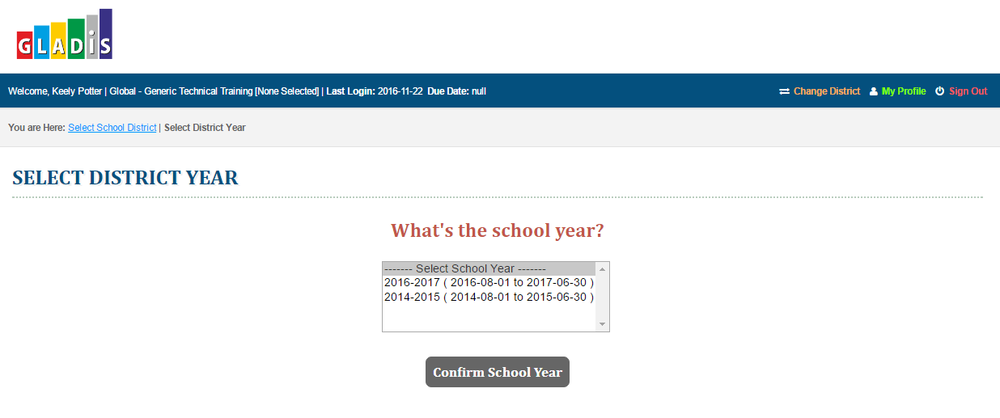 GLADiS
Welcome, Keely Potter | Global - Generic Technical Training [None Selected] | Last Login: 2016-11-22 Due Date: null
Change District My Profile Sign Out
You are Here: Select School District | Select District Year
SELECT DISTRICT YEAR
What's the school year?
------- Select School Year -------
2016-2017 ( 2016-08-01 to 2017-06-30 )
2014-2015 ( 2014-08-01 to 2015-06-30 )
Confirm School Year